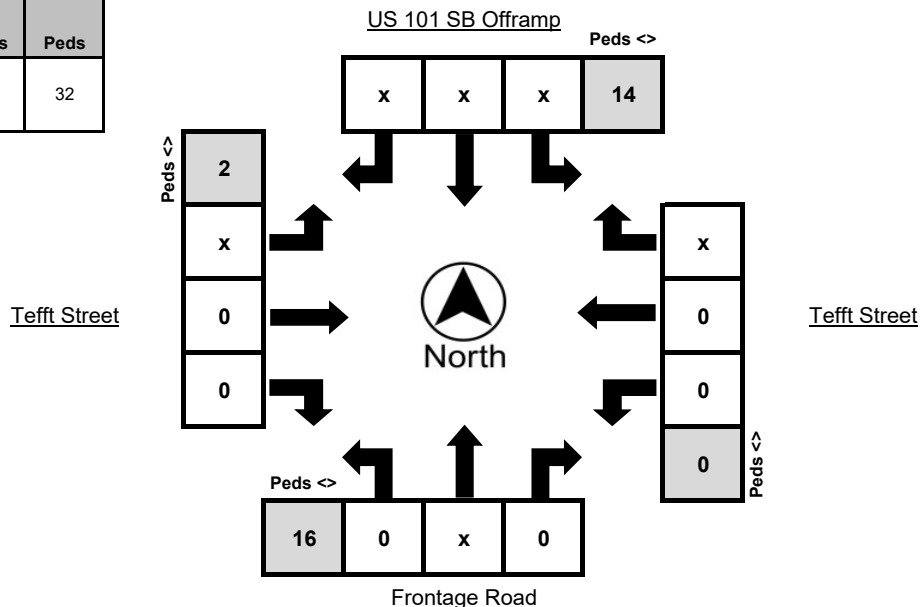 US 101 SB Offramp
Peds <>
Peds
32
x x x 14
Peds <>
2
x
0
0
Tefft Street
North
x
0
0
0
Peds <>
Tefft Street
Peds <>
16 0 x 0
Frontage Road